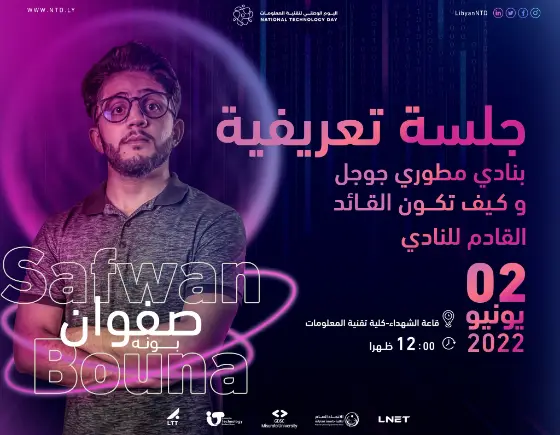 WWW.NTD.LY
اليوم الوطني لتقنية المعلومات
NATIONAL TECHNOLOGY DAY
LibyanNTD
جلسة تعريفية
بنادي مطوري جوجل
و كيف تكون القائد
القادم للنادي
02
يونيو
2022
قاعة الشهداء-كلية تقنية المعلومات
12:00 ظهرا
Safwan
صفوان
بونه
Bouna
LTT
LNET